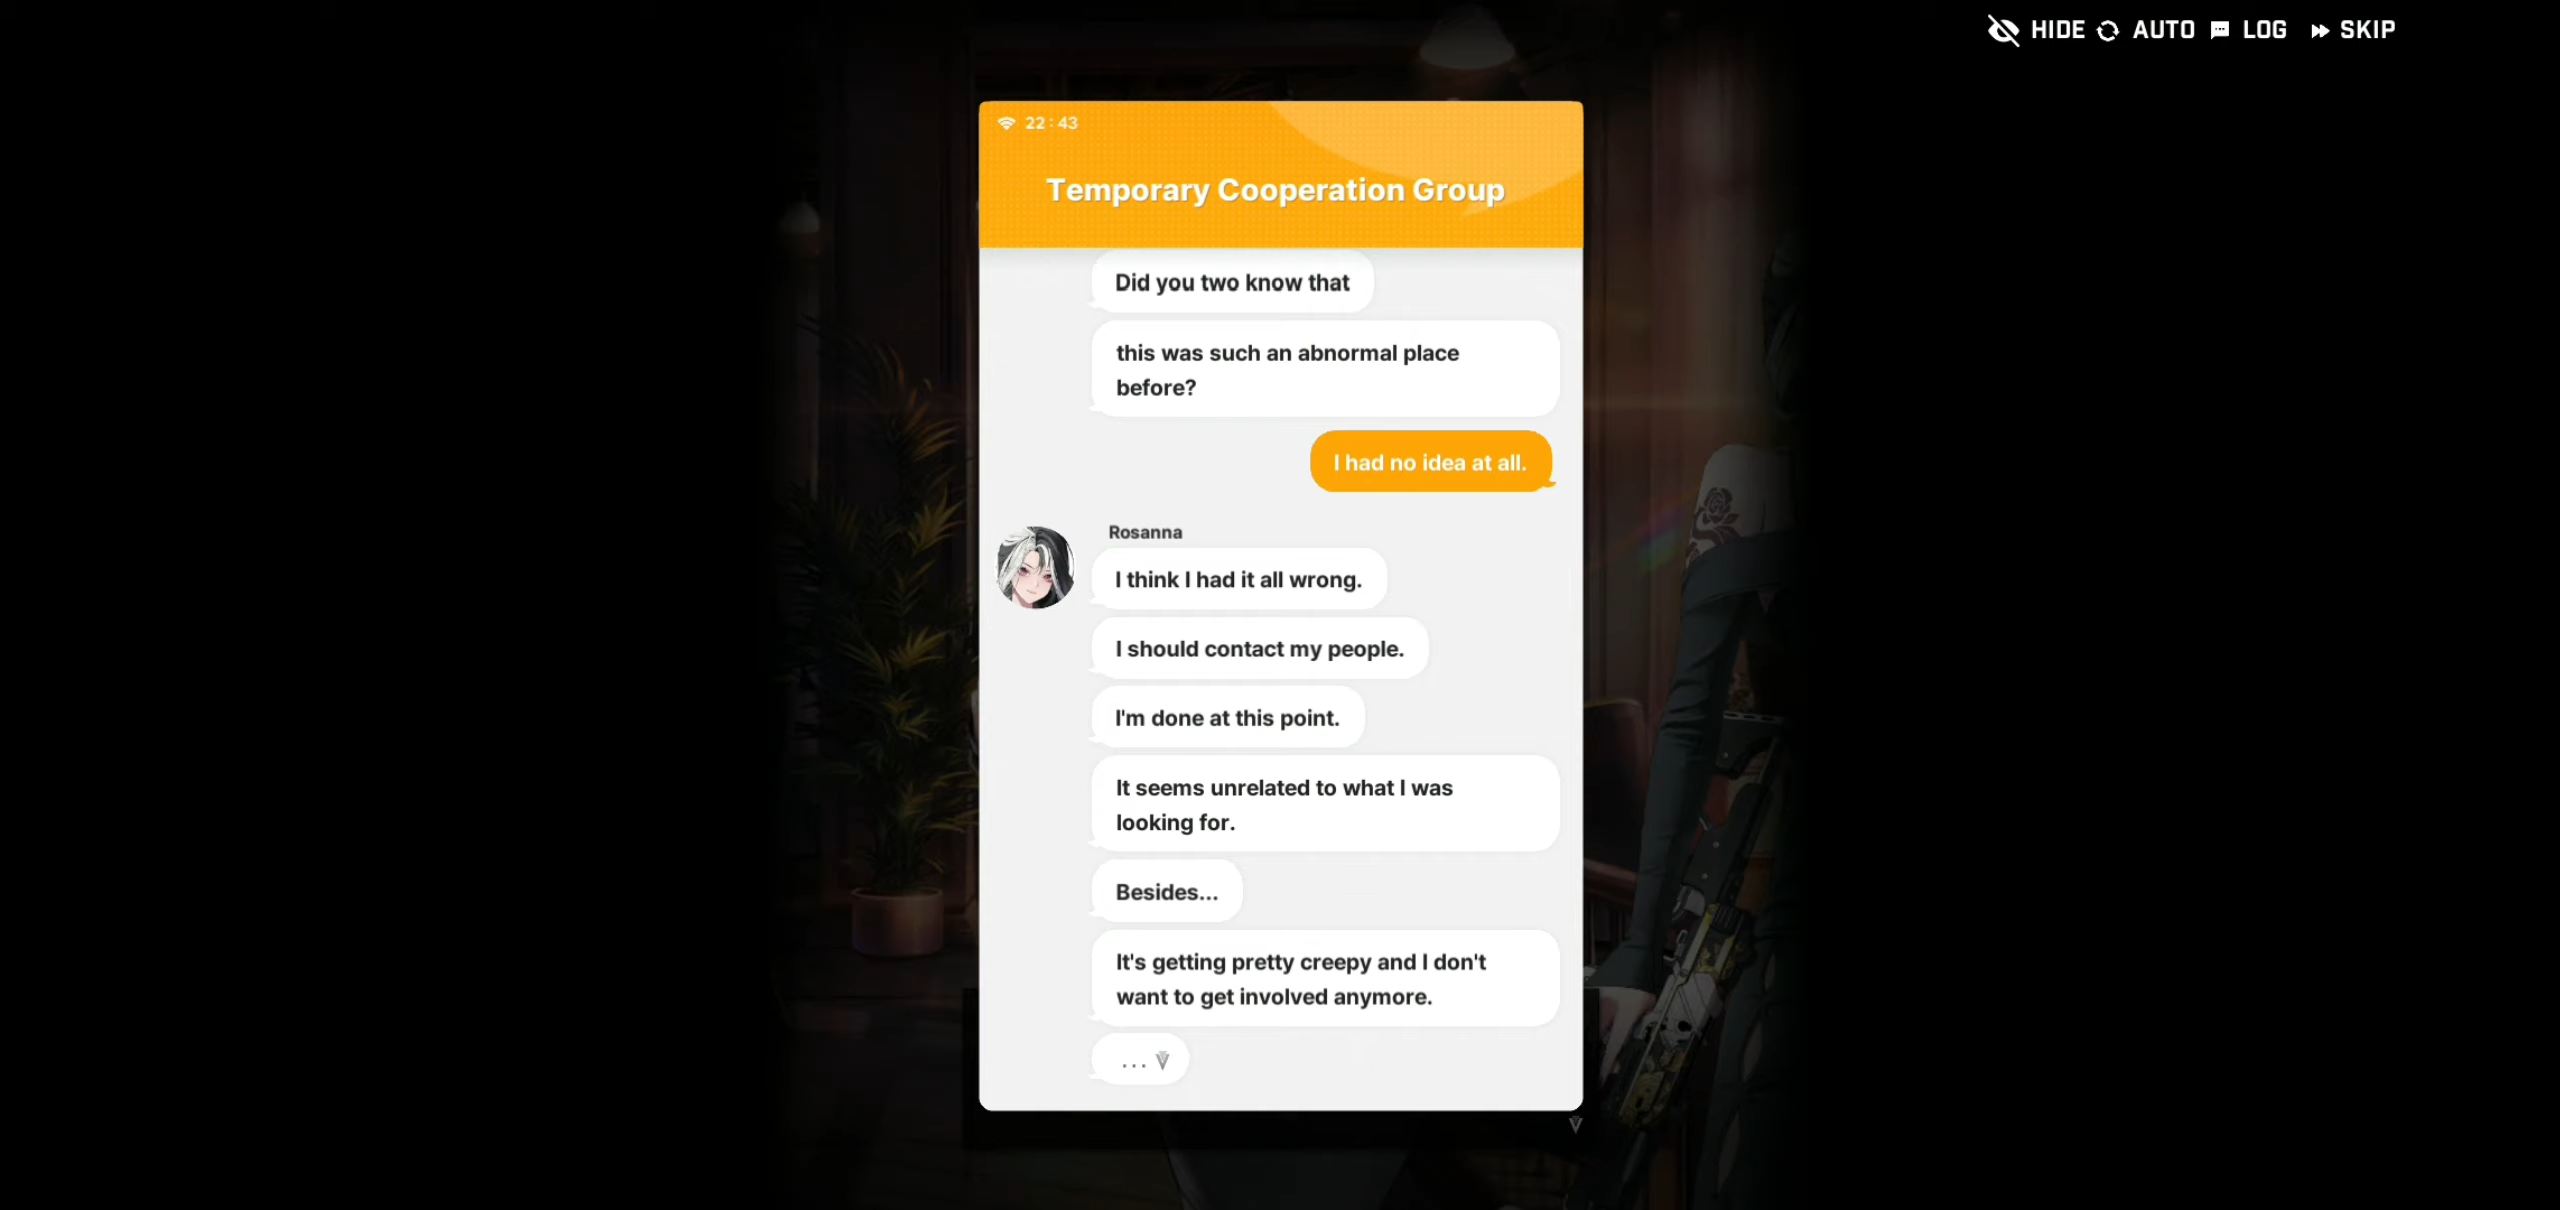 HIDE AUTO LOG SKIP
22:43
Temporary Cooperation Group
Did you two know that
this was such an abnormal place
before?
I had no idea at all.
Rosanna
I think I had it all wrong.
I should contact my people.
I'm done at this point.
It seems unrelated to what I was
looking for.
Besides...
It's getting pretty creepy and I don't
want to get involved anymore.
...